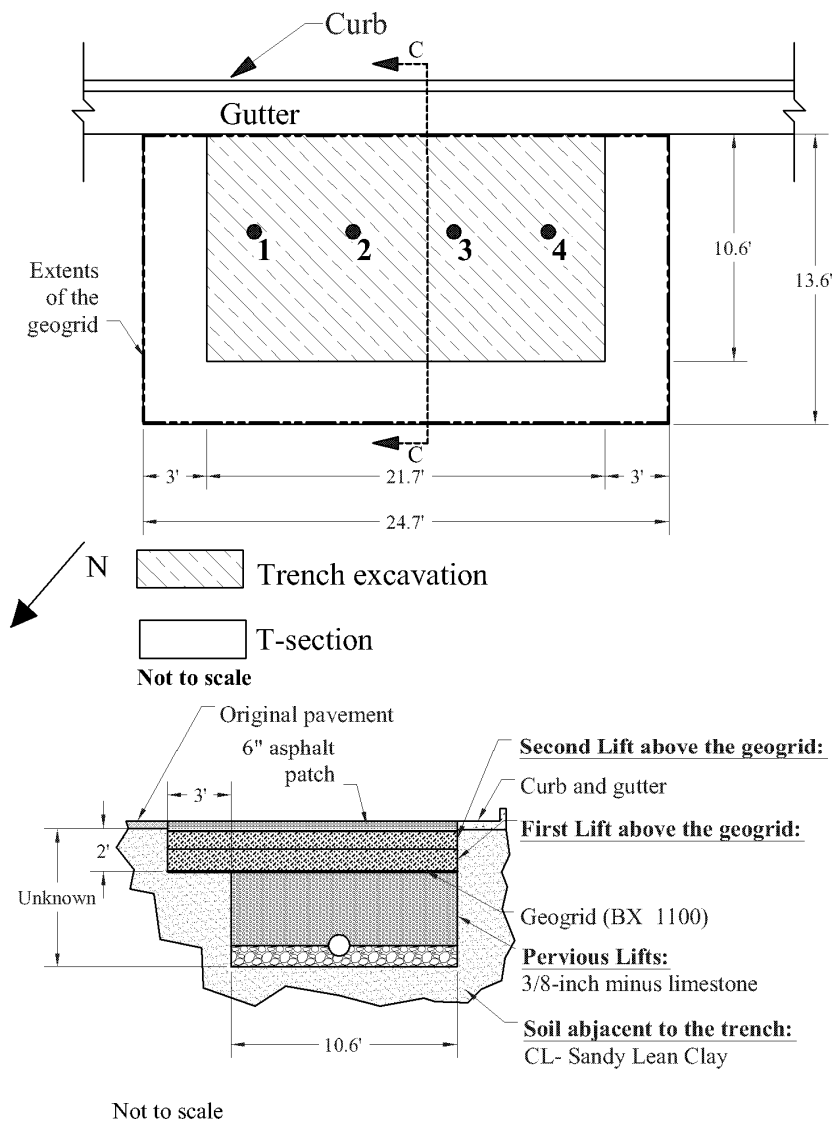 Curb
C
Gutter
1
2
3
4
10.6'
13.6'
Extents
of the
geogrid
C
3'
21.7'
3'
24.7'
N
Trench excavation
T-section
Not to scale
Original pavement
6" asphalt
patch
Second Lift above the geogrid:
3'
Curb and gutter
First Lift above the geogrid:
2'
Unknown
Geogrid (BX 1100)
Pervious Lifts:
3/8-inch minus limestone
Soil abjacent to the trench:
CL- Sandy Lean Clay
10.6'
Not to scale